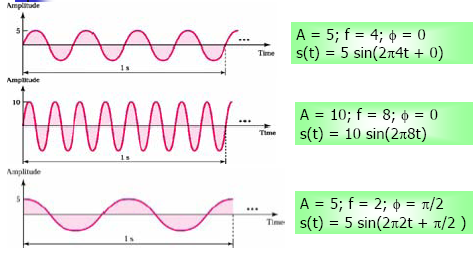 Amplitude
5
...
Time
1 s
A = 5; f = 4; ϕ = 0
s(t) = 5 sin(2π4t + 0)
Amplitude
10
...
Time
1 s
A = 10; f = 8; ϕ = 0
s(t) = 10 sin(2π8t)
Amplitude
5
...
Time
1 s
A = 5; f = 2; ϕ = π/2
s(t) = 5 sin(2π2t + π/2 )